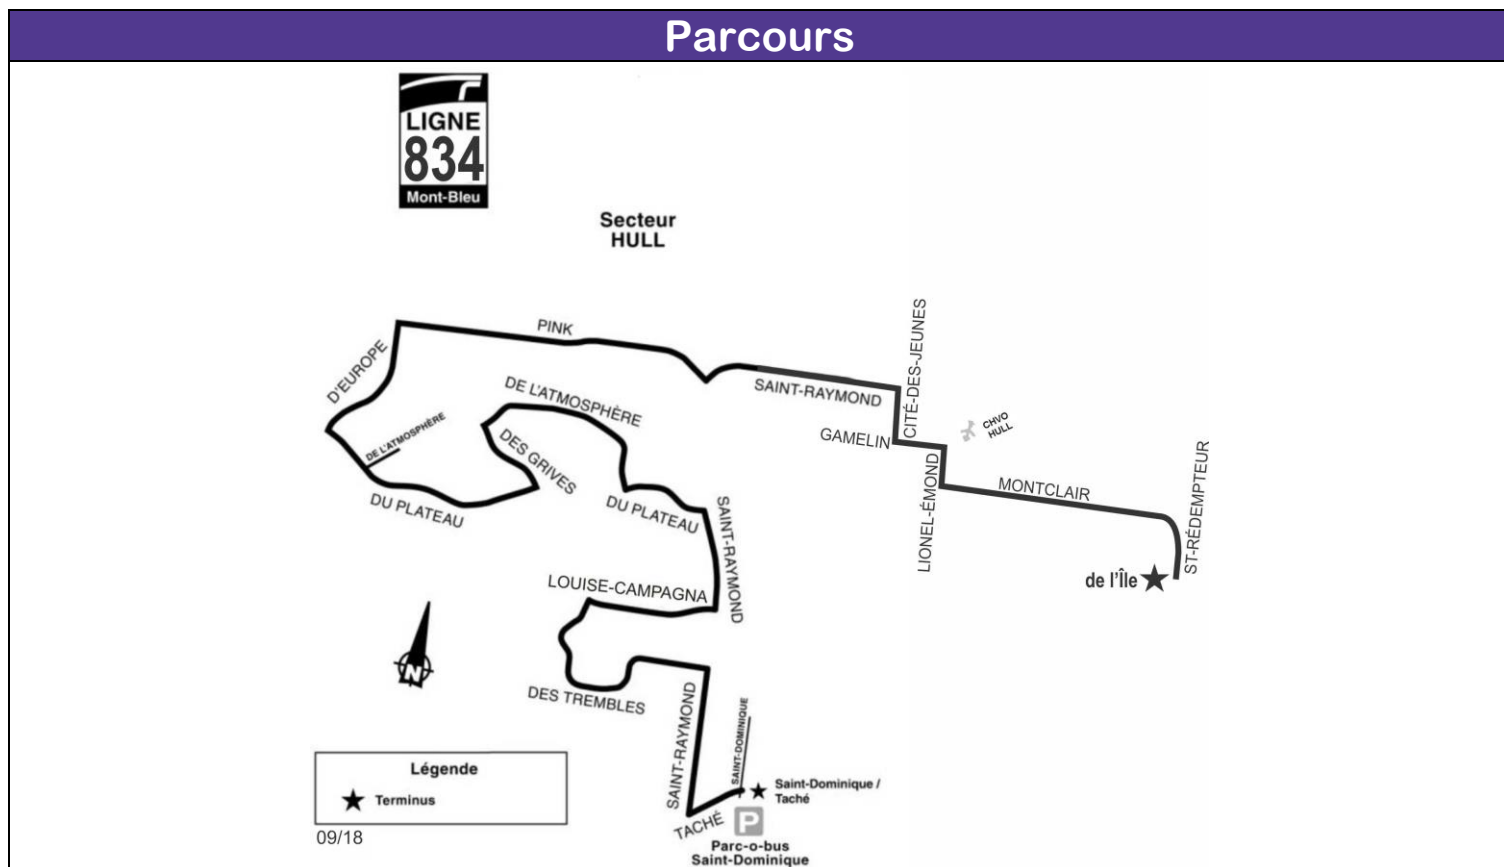 Parcours
LIGNE
834
Mont-Bleu
Secteur
HULL
PINK
D'EUROPE
DE L'ATMOSPHÈRE
SAINT-RAYMOND
CITÉ-DES-JEUNES
DE L'ATMOSPHÈRE
DES GRIVES
GAMELIN
CHVO
HULL
DU PLATEAU
DU PLATEAU
SAINT-RAYMOND
LIONEL-ÉMOND
MONTCLAIR
ST-RÉDEMPTEUR
de l'Île
LOUISE-CAMPAGNA
N
DES TREMBLES
SAINT-RAYMOND
SAINT-DOMINIQUE
Légende
Terminus
09/18
Saint-Dominique /
Taché
TACHÉ
P
Parc-o-bus
Saint-Dominique